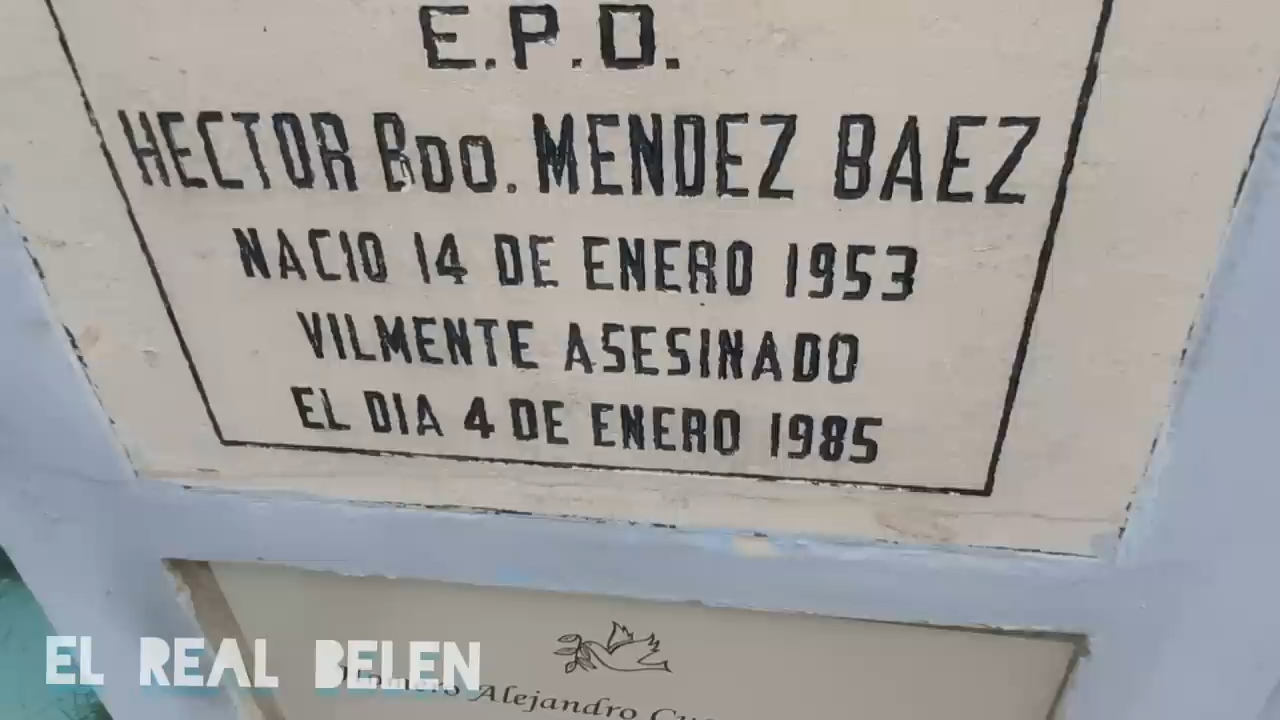 E.P.D.
HECTOR Bdo. MENDEZ BAEZ
NACIO 14 DE ENERO 1953
VILMENTE ASESINADO
EL DIA 4 DE ENERO 1985
EL REAL BELEN
Alejandro